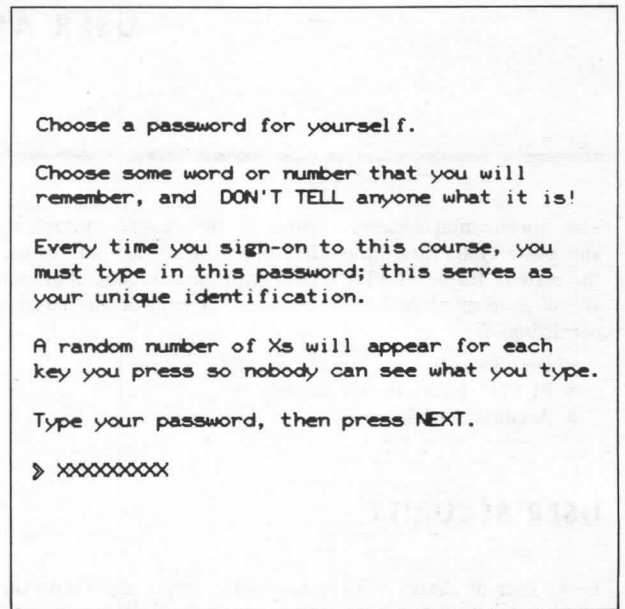 Choose a password for yourself.
Choose some word or number that you will
remember, and DON'T TELL anyone what it is!
Every time you sign-on to this course, you
must type in this password; this serves as
your unique identification.
A random number of Xs will appear for each
key you press so nobody can see what you type.
Type your password, then press NEXT.
> XXXXXXXXXX